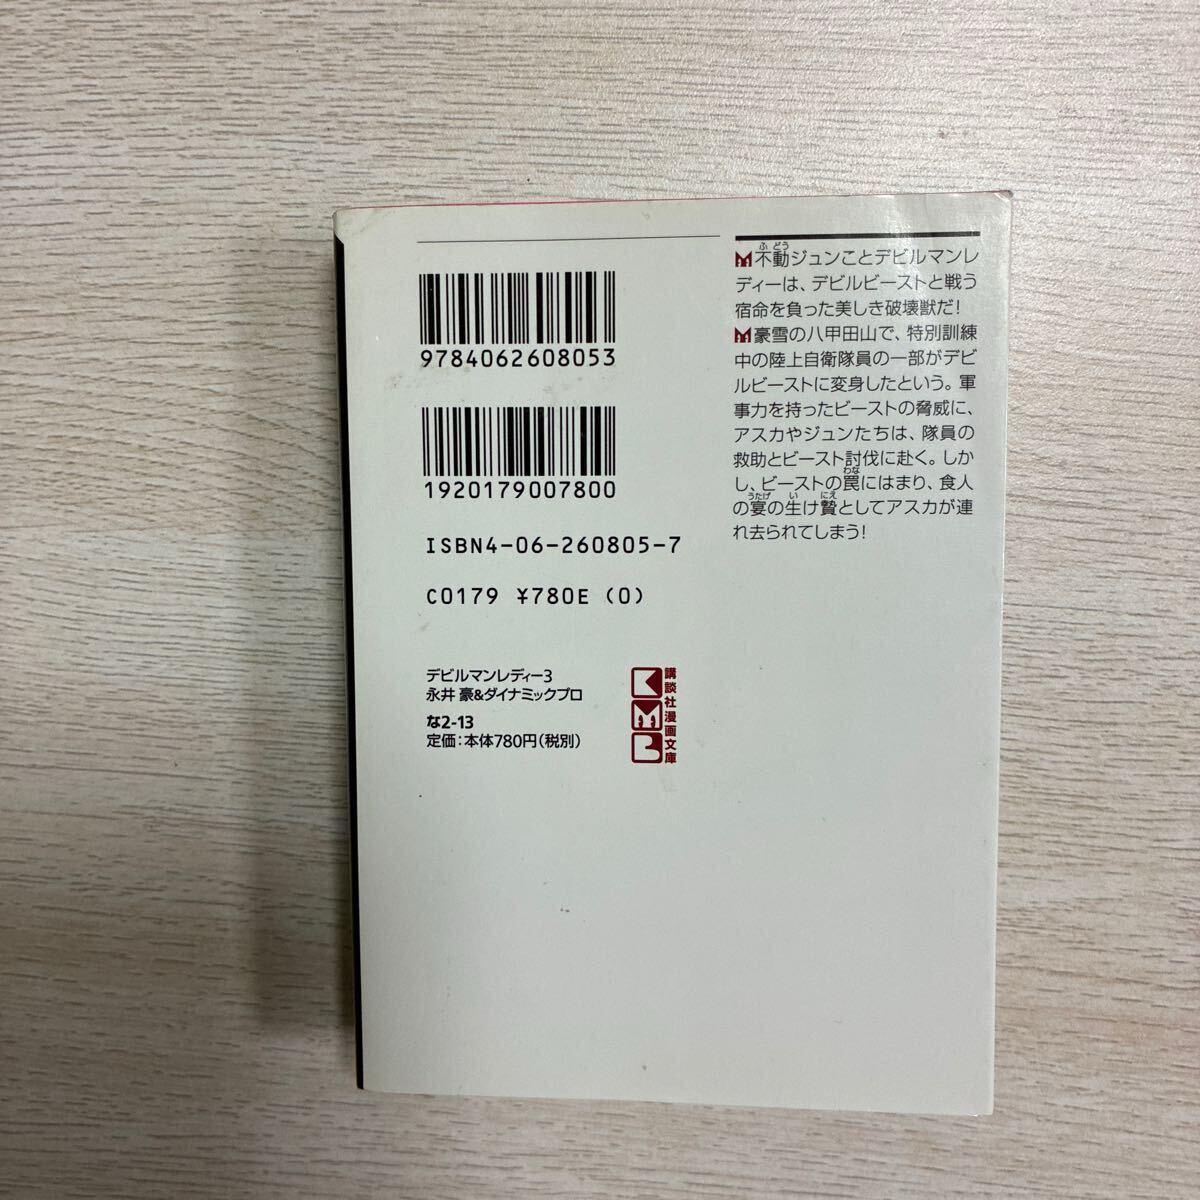 9784062608053
1920179007800
ISBN4-06-260805-7
C0179 ¥780E (0)
デビルマンレディー3
永井 豪&ダイナミックプロ
な2-13
定価:本体780円(税別)
KMB
講談社漫画文庫
不動ジュンことデビルマンレ
ディーは、デビルビーストと戦う
宿命を負った美しき破壊獣だ!
豪雪の八甲田山で、特別訓練
中の陸上自衛隊員の一部がデビ
ルビーストに変身したという。軍
事力を持ったビーストの脅威に、
アスカやジュンたちは、隊員の
救助とビースト討伐に赴く。しか
し、ビーストの罠にはまり、食人
の宴の生け贄としてアスカが連
れ去られてしまう!